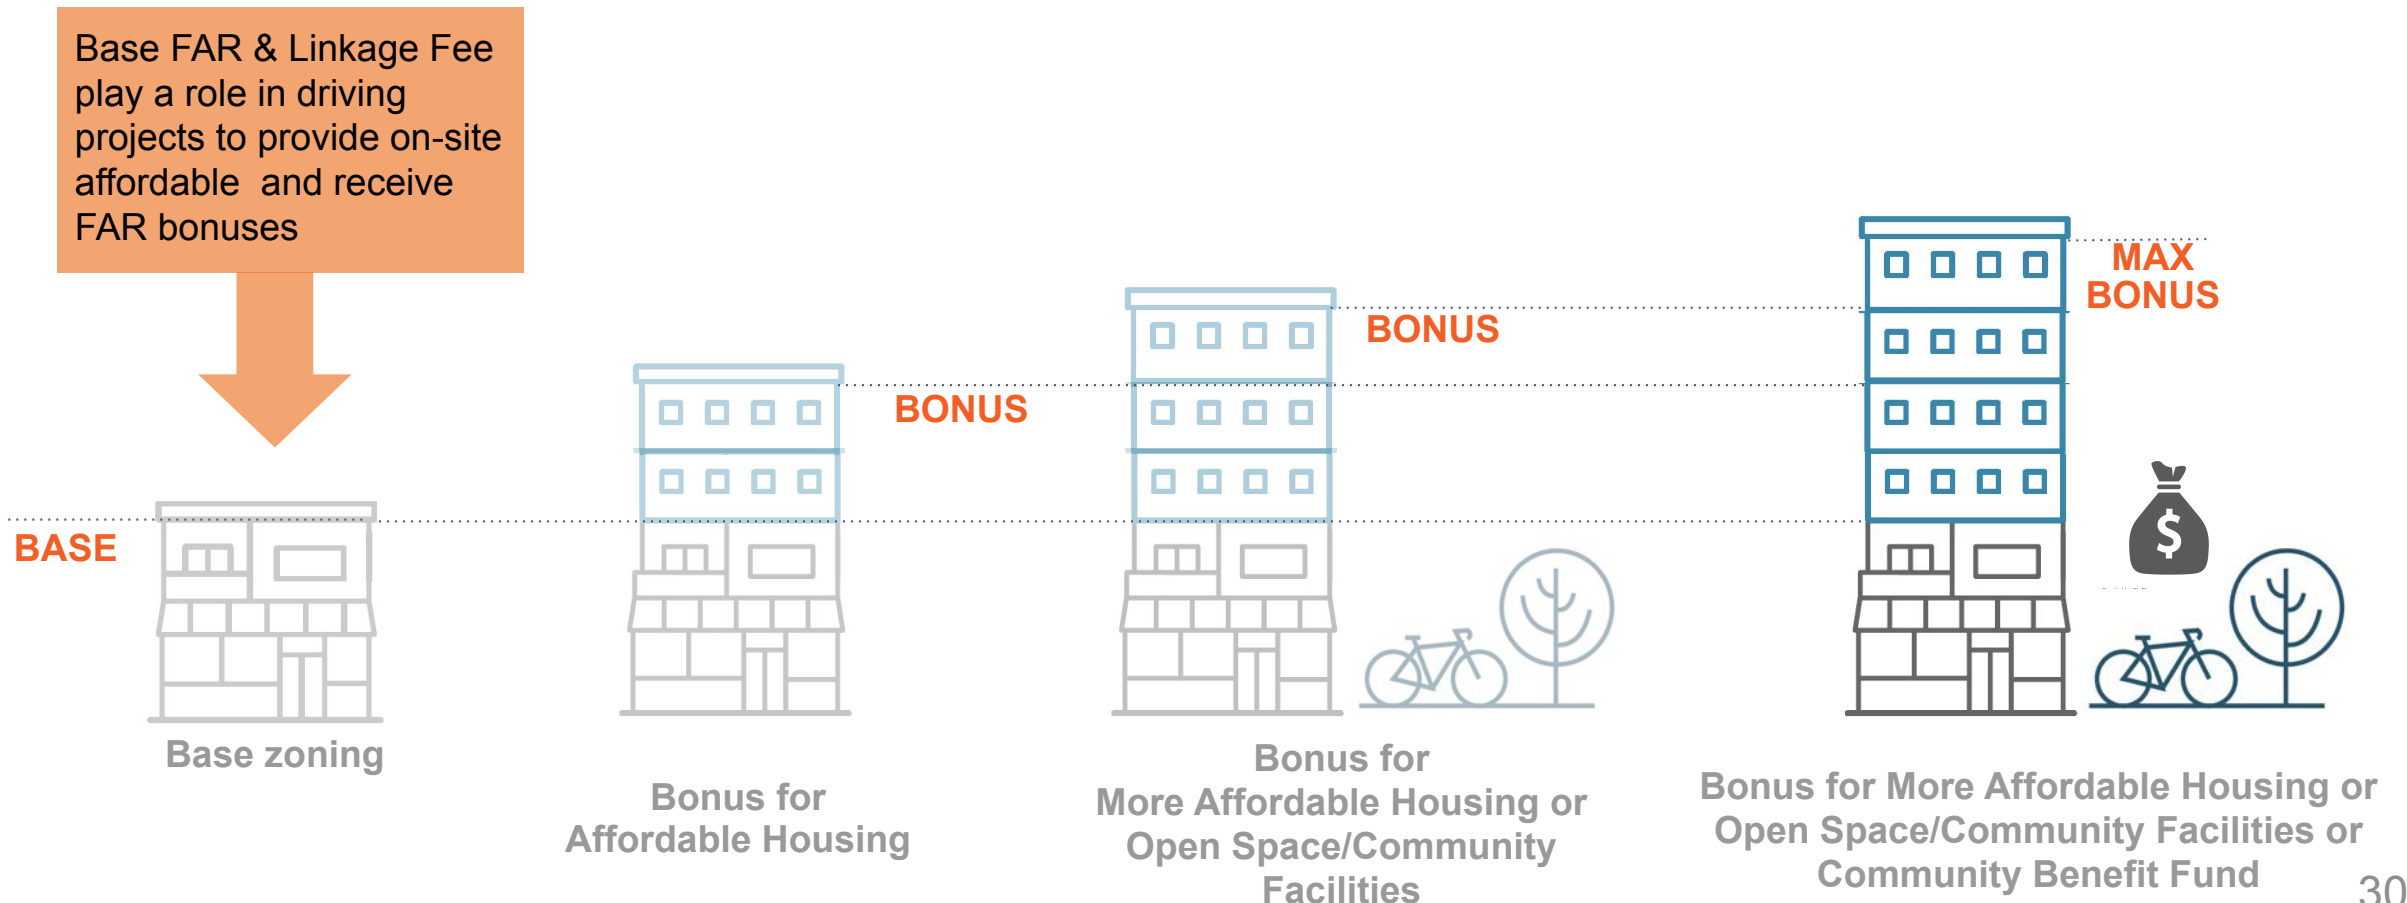 Base FAR & Linkage Fee
play a role in driving
projects to provide on-site
affordable  and receive
FAR bonuses
BASE
Base zoning
BONUS
Bonus for
Affordable Housing
BONUS
Bonus for
More Affordable Housing or
Open Space/Community
Facilities
MAX
BONUS
$
Bonus for More Affordable Housing or
Open Space/Community Facilities or
Community Benefit Fund
30